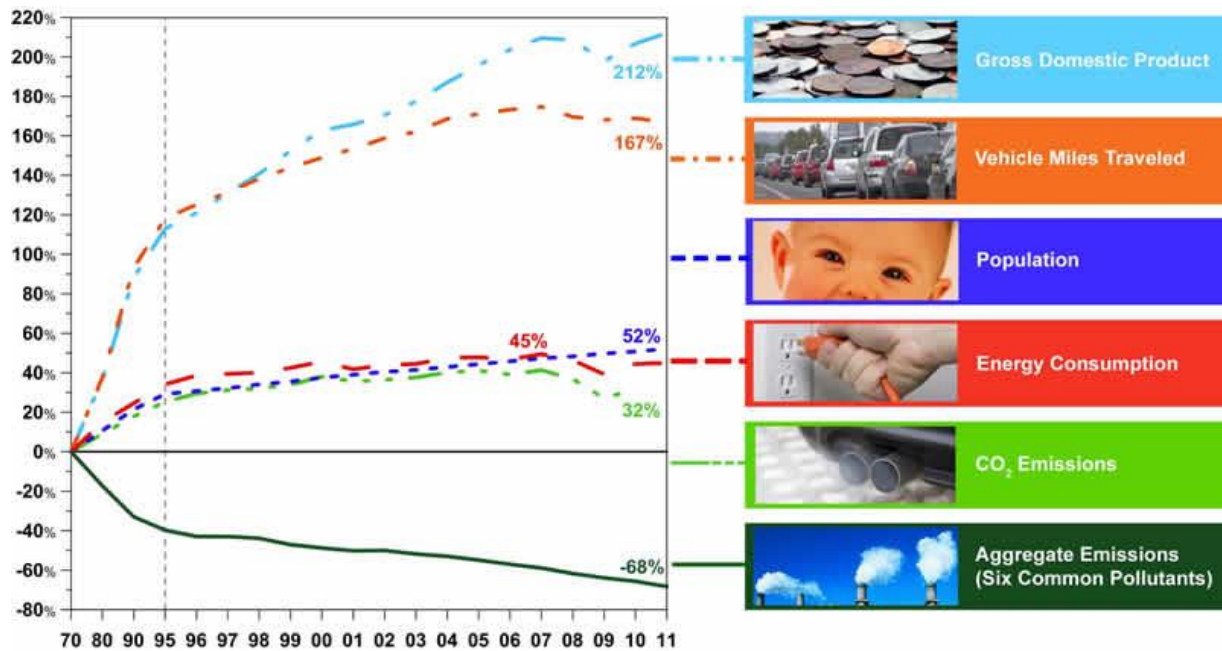 220%
200%
180%
160%
140%
120%
100%
80%
60%
40%
20%
0%
-20%
-40%
-60%
-80%
70 80 90 95 96 97 98 99 00 01 02 03 04 05 06 07 08 09 10 11
212%
167%
52%
45%
32%
-68%
Gross Domestic Product
Vehicle Miles Traveled
Population
Energy Consumption
CO₂ Emissions
Aggregate Emissions
(Six Common Pollutants)